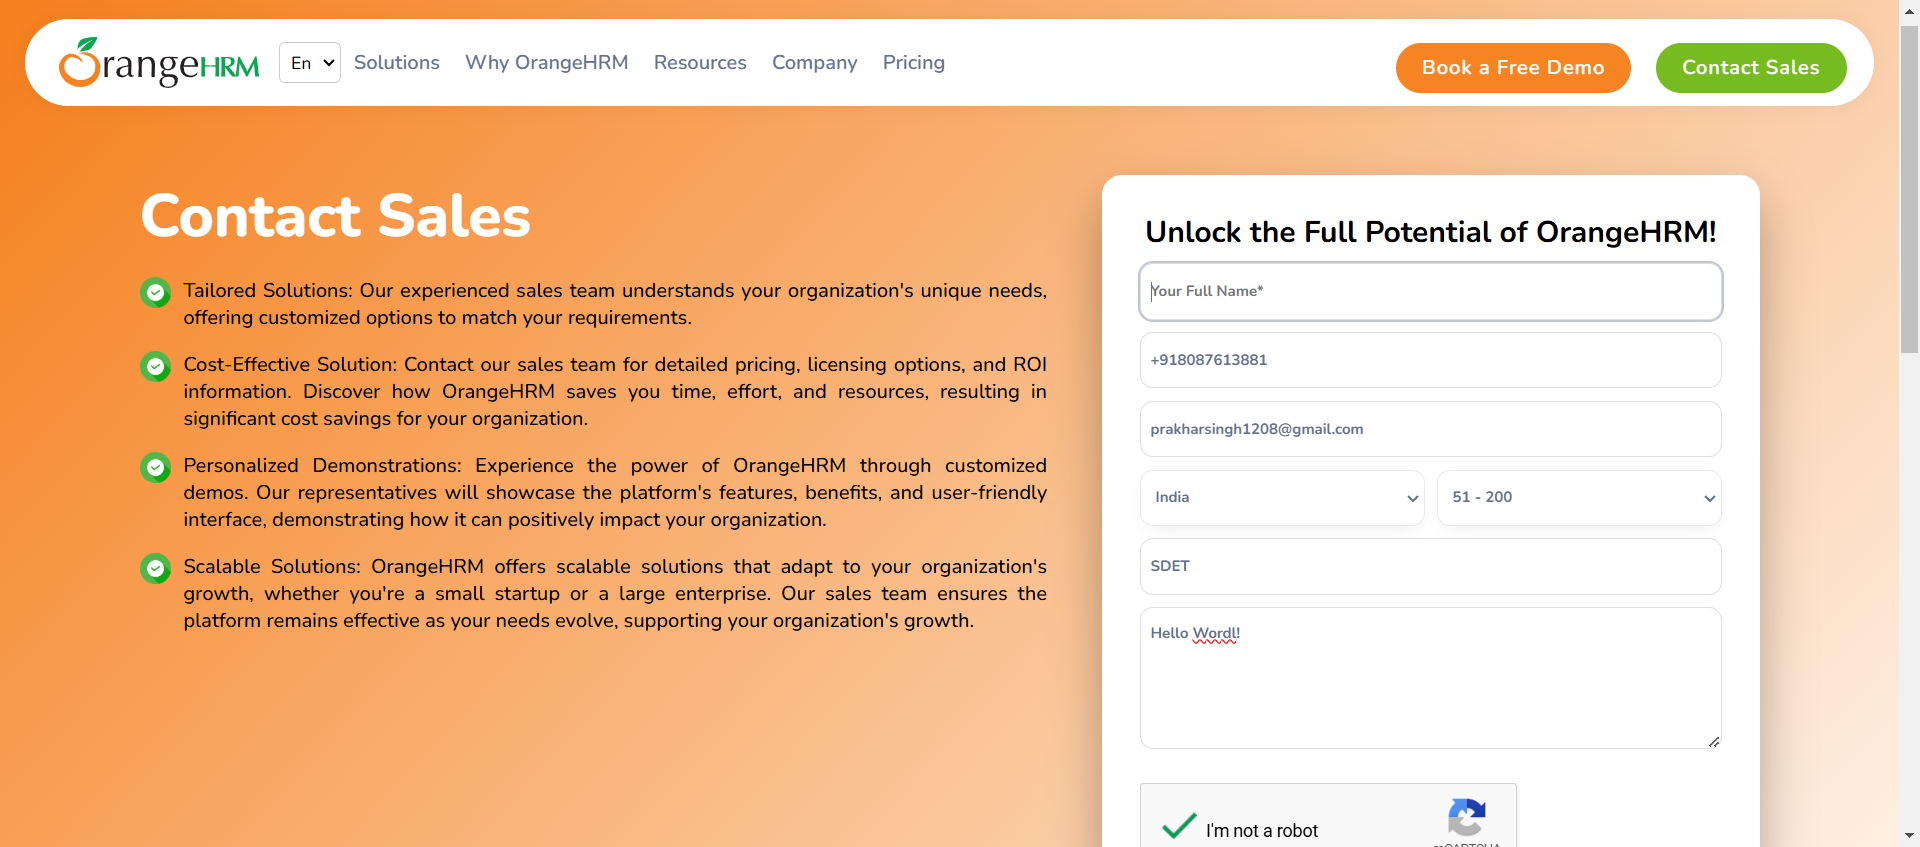 OrangeHRM
En
Solutions
Why OrangeHRM
Resources
Company
Pricing
Book a Free Demo
Contact Sales
Contact Sales
Tailored Solutions: Our experienced sales team understands your organization's unique needs,
offering customized options to match your requirements.
Cost-Effective Solution: Contact our sales team for detailed pricing, licensing options, and ROI
information. Discover how OrangeHRM saves you time, effort, and resources, resulting in
significant cost savings for your organization.
Personalized Demonstrations: Experience the power of OrangeHRM through customized
demos. Our representatives will showcase the platform's features, benefits, and user-friendly
interface, demonstrating how it can positively impact your organization.
Scalable Solutions: OrangeHRM offers scalable solutions that adapt to your organization's
growth, whether you're a small startup or a large enterprise. Our sales team ensures the
platform remains effective as your needs evolve, supporting your organization's growth.
Unlock the Full Potential of OrangeHRM!
Your Full Name*
+918087613881
prakharsingh1208@gmail.com
India
51 - 200
SDET
Hello Wordl!
I'm not a robot